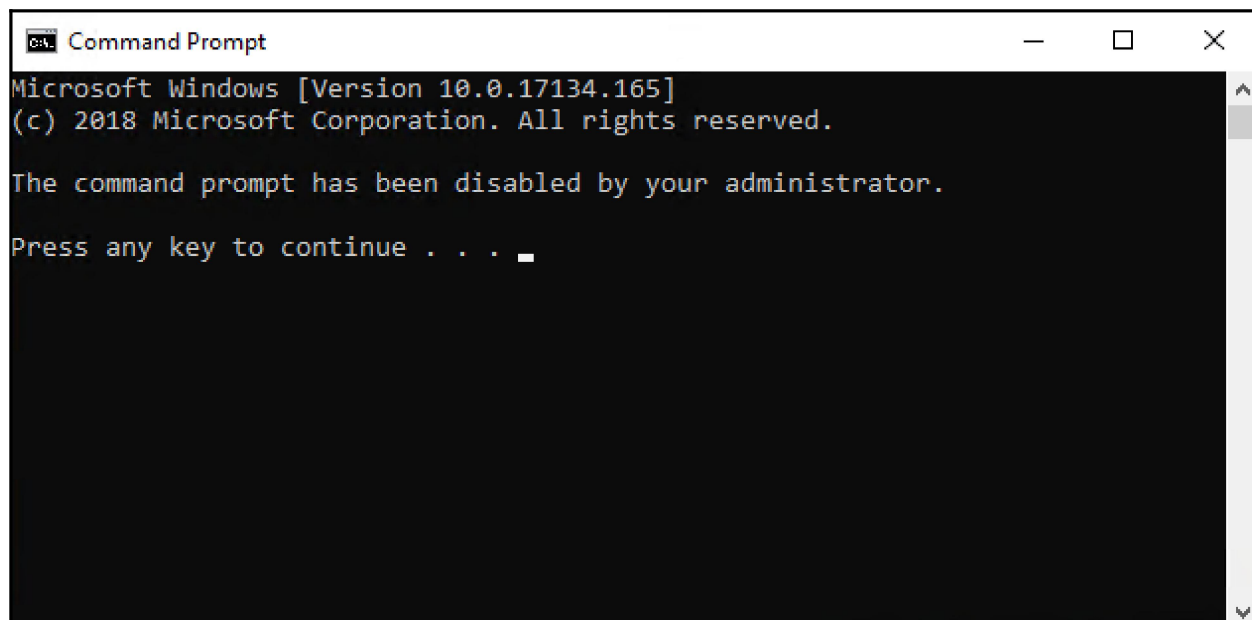 Command Prompt
Microsoft Windows [Version 10.0.17134.165]
(c) 2018 Microsoft Corporation. All rights reserved.
The command prompt has been disabled by your administrator.
Press any key to continue . . .